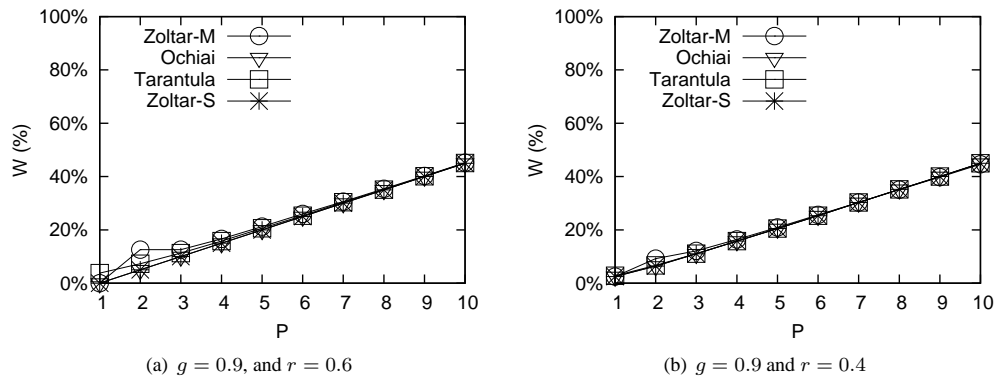 100%
80%
60%
40%
20%
0%
W (%)
Zoltar-M
Ochiai
Tarantula
Zoltar-S
1 2 3 4 5 6 7 8 9 10
P
(a) g = 0.9, and r = 0.6
100%
80%
60%
40%
20%
0%
W (%)
Zoltar-M
Ochiai
Tarantula
Zoltar-S
1 2 3 4 5 6 7 8 9 10
P
(b) g = 0.9 and r = 0.4